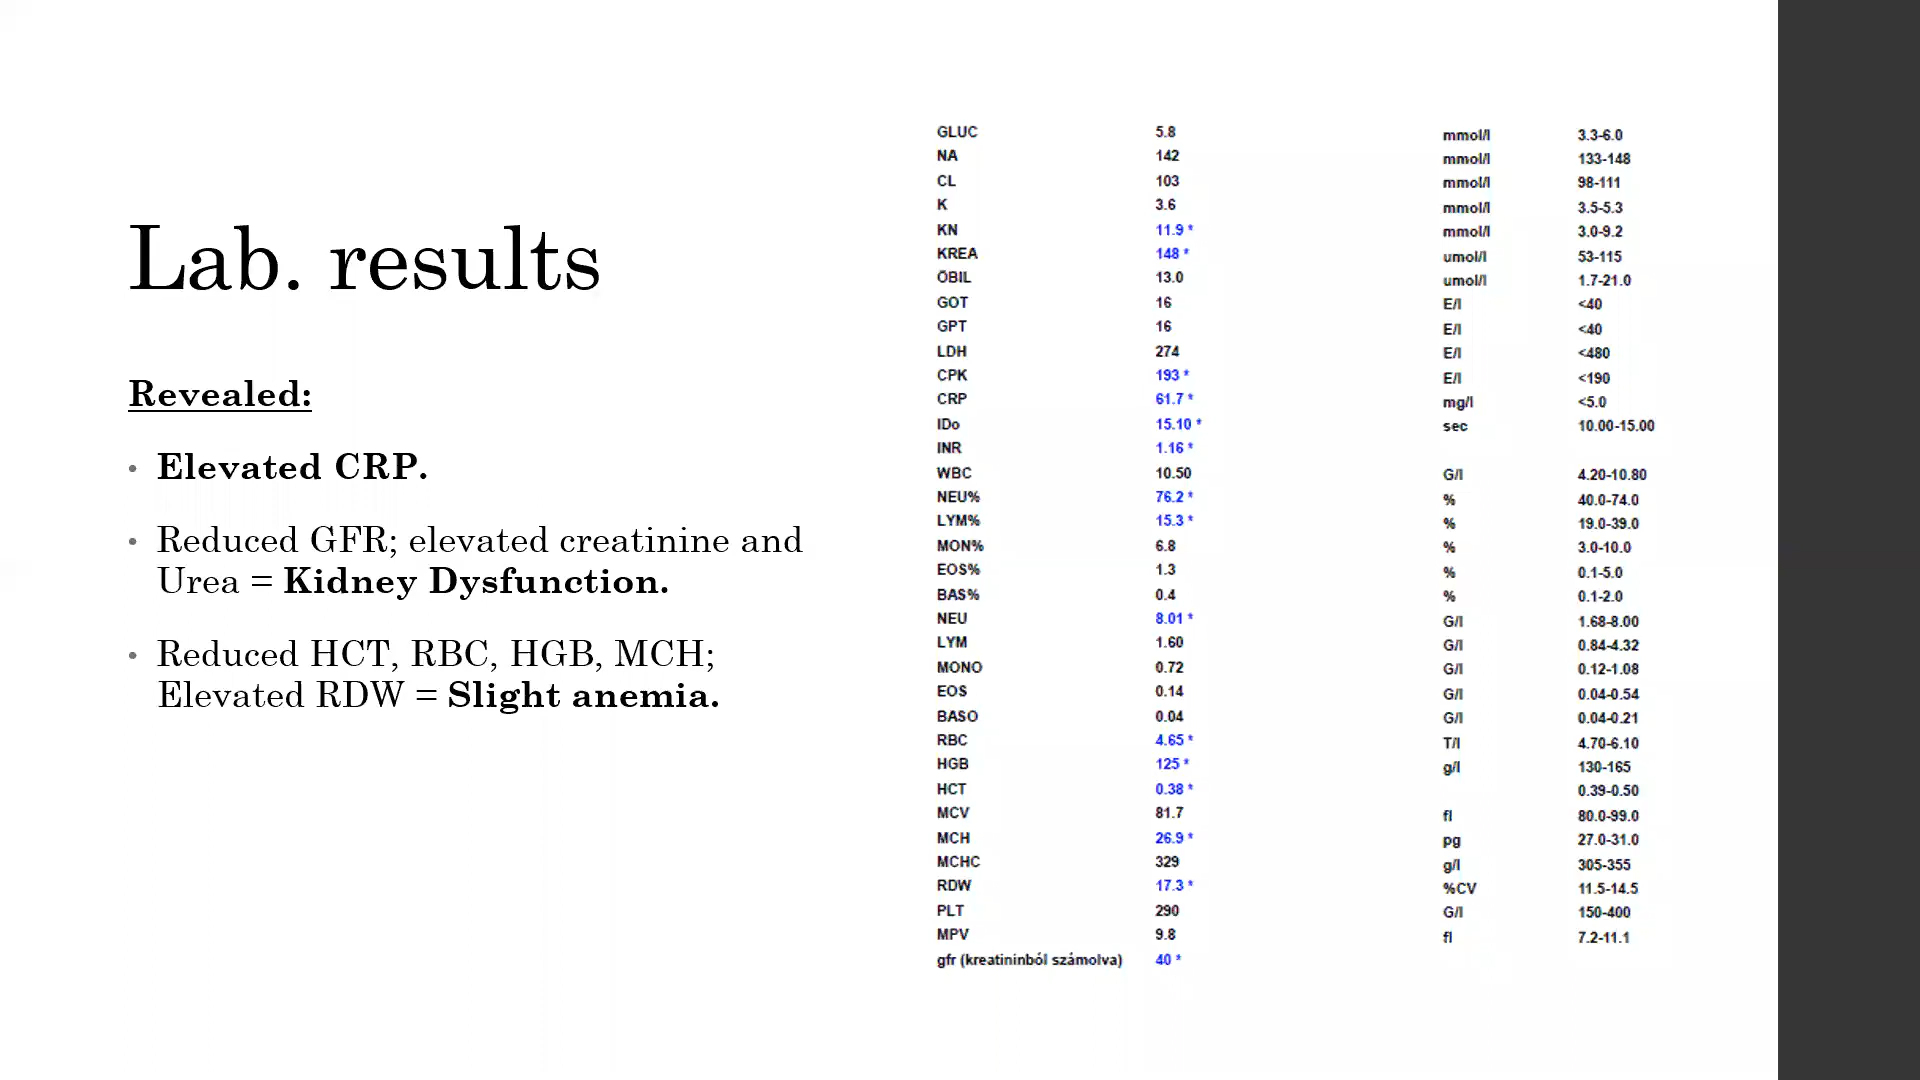 Lab. results
Revealed:
• Elevated CRP.
• Reduced GFR; elevated creatinine and
Urea = Kidney Dysfunction.
• Reduced HCT, RBC, HGB, MCH;
Elevated RDW = Slight anemia.
GLUC 5.8 mmol/l 3.3-6.0
NA 142 mmol/l 133-148
CL 103 mmol/l 98-111
K 3.6 mmol/l 3.5-5.3
KN 11.9 * mmol/l 3.0-9.2
KREA 148 * umol/l 53-115
ÖBIL 13.0 umol/l 1.7-21.0
GOT 16 E/l <40
GPT 16 E/l <40
LDH 274 E/l <480
CPK 193 * E/l <190
CRP 61.7 * mg/l <5.0
IDo 15.10 * sec 10.00-15.00
INR 1.16 *
WBC 10.50 G/l 4.20-10.80
NEU% 76.2 * % 40.0-74.0
LYM% 15.3 * % 19.0-39.0
MON% 6.8 % 3.0-10.0
EOS% 1.3 % 0.1-5.0
BAS% 0.4 % 0.1-2.0
NEU 8.01 * G/l 1.68-8.00
LYM 1.60 G/l 0.84-4.32
MONO 0.72 G/l 0.12-1.08
EOS 0.14 G/l 0.04-0.54
BASO 0.04 G/l 0.04-0.21
RBC 4.65 * T/l 4.70-6.10
HGB 125 * g/l 130-165
HCT 0.38 * 0.39-0.50
MCV 81.7 fl 80.0-99.0
MCH 26.9 * pg 27.0-31.0
MCHC 329 g/l 305-355
RDW 17.3 * %CV 11.5-14.5
PLT 290 G/l 150-400
MPV 9.8 fl 7.2-11.1
gfr (kreatininból számolva) 40 *